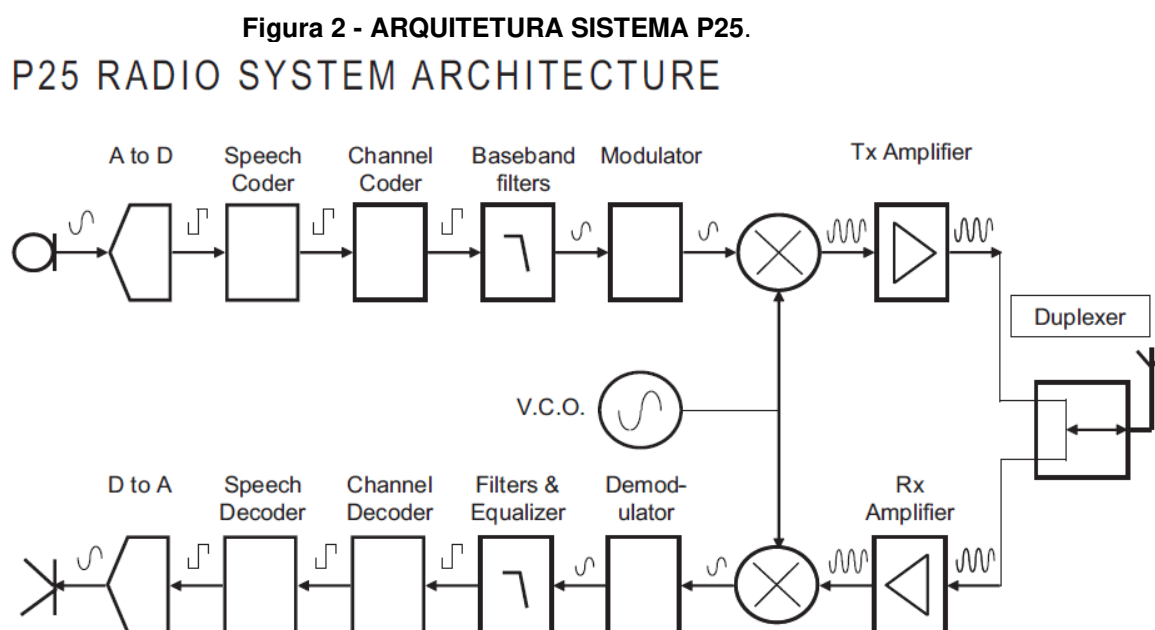 Figura 2 - ARQUITETURA SISTEMA P25.
P25 RADIO SYSTEM ARCHITECTURE
A to D
Speech
Coder
Channel
Coder
Baseband
filters
Modulator
Tx Amplifier
Duplexer
V.C.O.
D to A
Speech
Decoder
Channel
Decoder
Filters &
Equalizer
Demod-
ulator
Rx
Amplifier